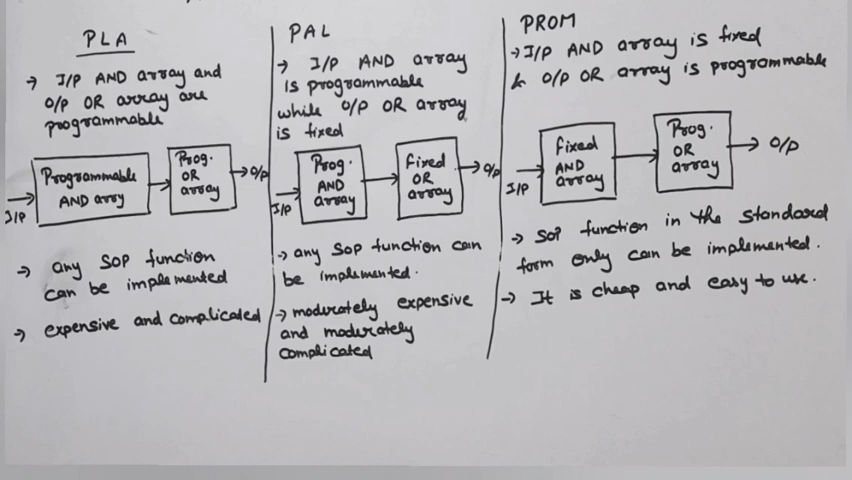 PLA
→ I/P AND array and
O/P OR array are
programmable
Programmable
AND arry
Prog.
OR
array
O/P
I/P
→ any SOP function
can be implemented
→ expensive and complicated
PAL
→ I/P AND array
is programmable
while O/P OR array
is fixed
Prog.
AND
array
Fixed
OR
array
O/P
I/P
→ any SOP function can
be implemented.
→ moderately expensive
and moderately
complicated
PROM
→ I/P AND array is fixed
& O/P OR array is programmable
Fixed
AND
array
Prog.
OR
array
O/P
I/P
→ SOP function in the standard
form only can be implemented.
→ It is cheap and easy to use.